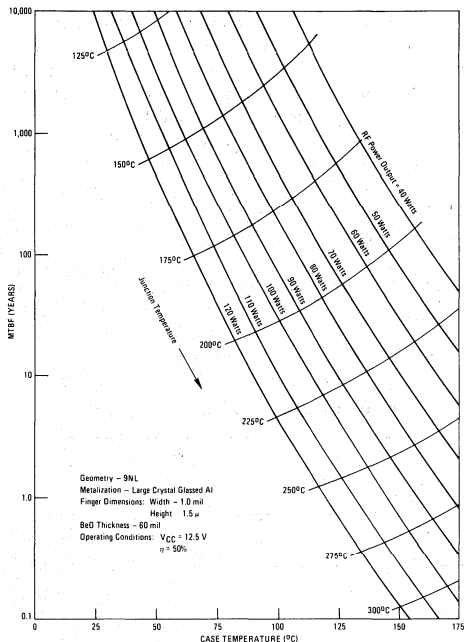 10,000
1,000
100
10
1.0
0.1
MTBF (YEARS)
125°C
150°C
175°C
200°C
225°C
250°C
275°C
300°C
Junction Temperature
RF Power Output = 40 Watts
50 Watts
60 Watts
70 Watts
80 Watts
90 Watts
100 Watts
110 Watts
120 Watts
Geometry – 9NL
Metalization – Large Crystal Glassed Al
Finger Dimensions: Width – 1.0 mil
Height 1.5 μ
BeO Thickness – 60 mil
Operating Conditions: VCC = 12.5 V
η = 50%
0 25 50 75 100 125 150 175
CASE TEMPERATURE (°C)